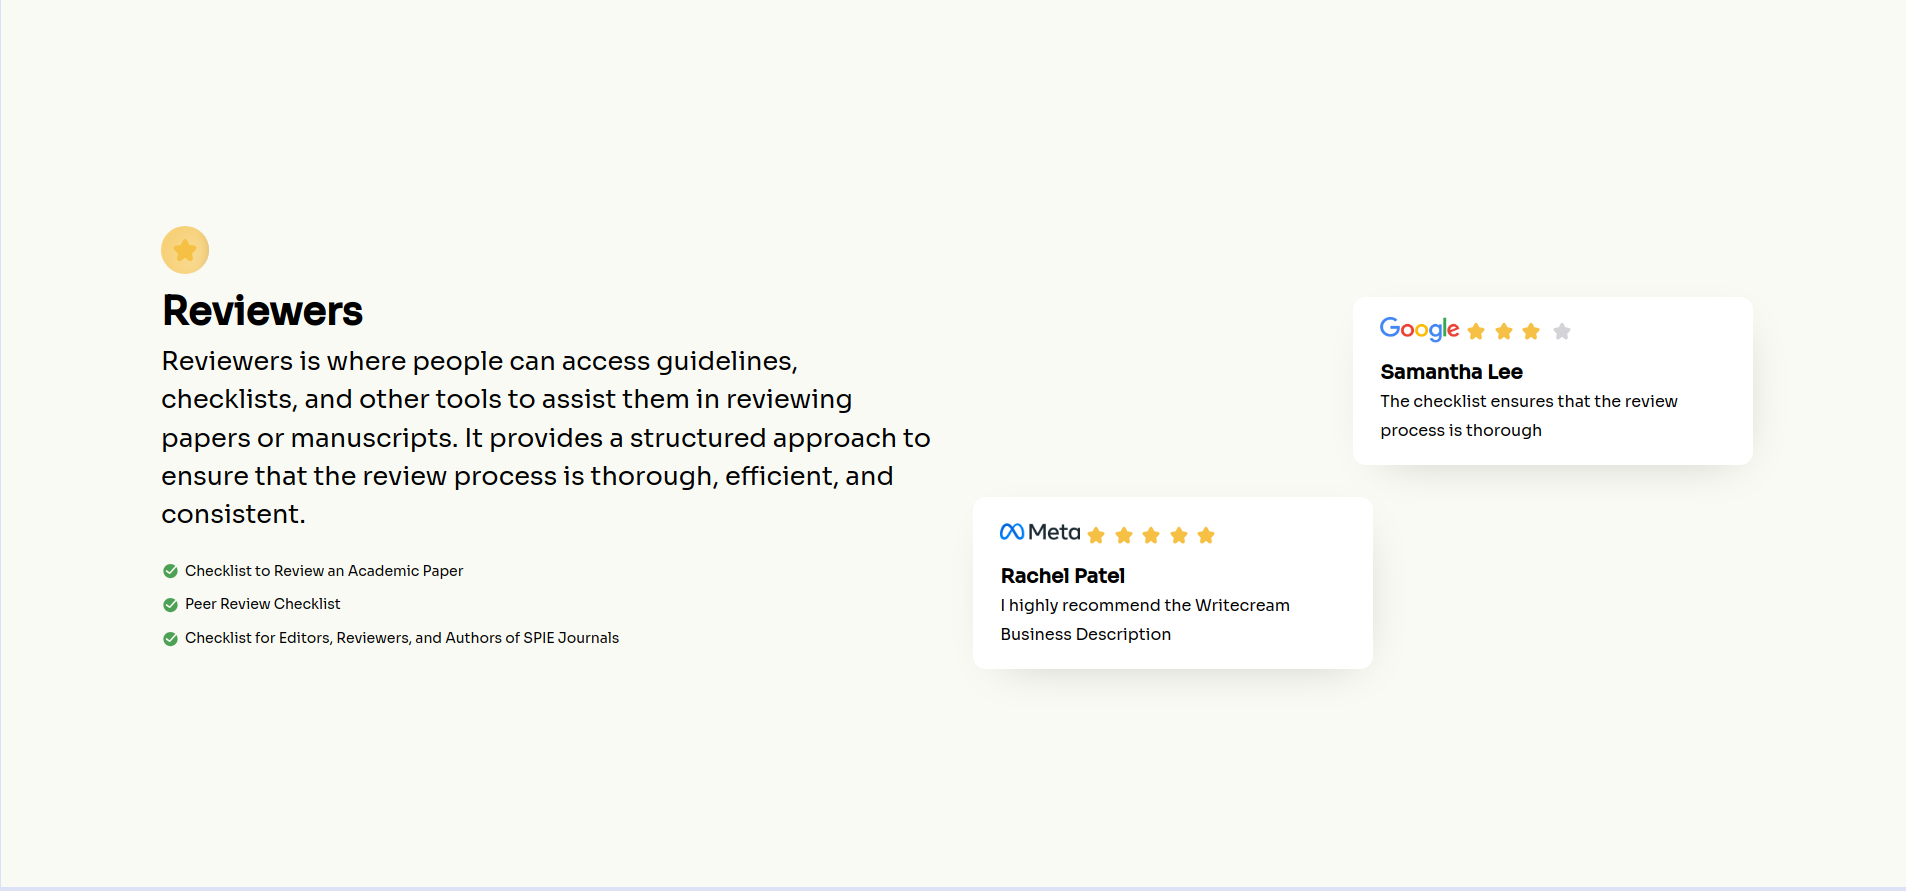 Reviewers
Reviewers is where people can access guidelines,
checklists, and other tools to assist them in reviewing
papers or manuscripts. It provides a structured approach to
ensure that the review process is thorough, efficient, and
consistent.
Checklist to Review an Academic Paper
Peer Review Checklist
Checklist for Editors, Reviewers, and Authors of SPIE Journals
Google
Samantha Lee
The checklist ensures that the review
process is thorough
Meta
Rachel Patel
I highly recommend the Writecream
Business Description